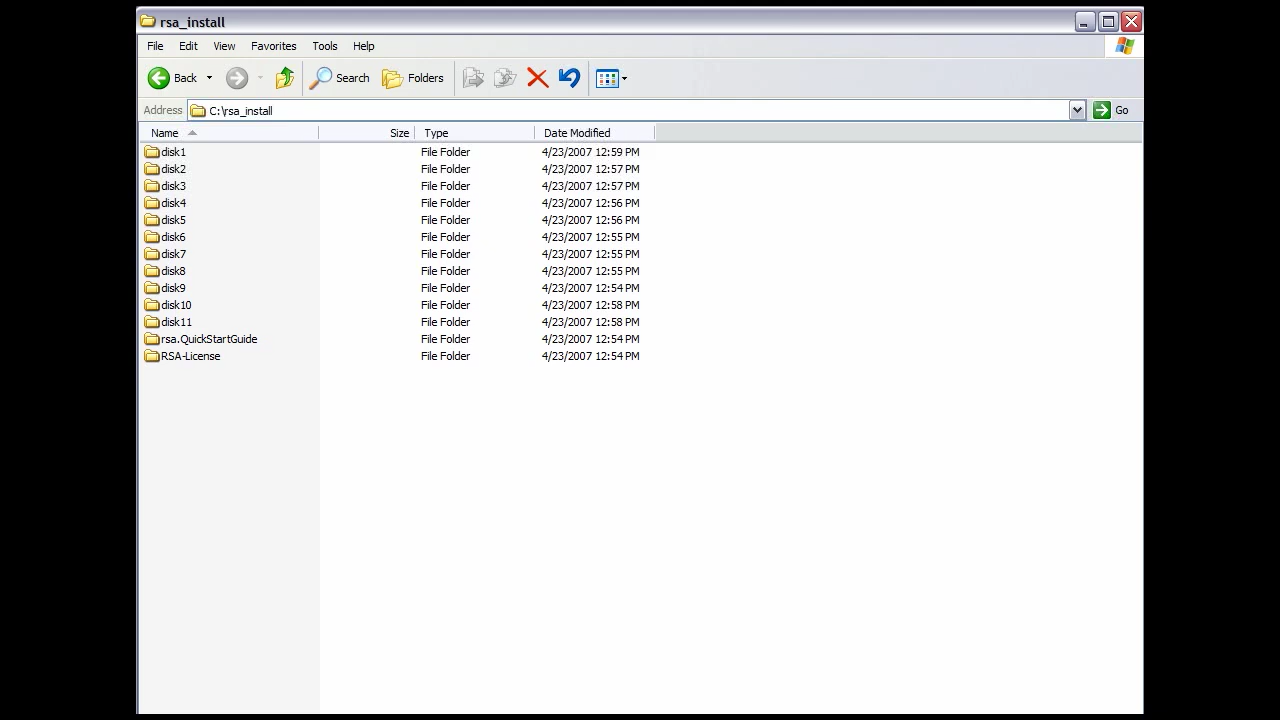 rsa_install
File Edit View Favorites Tools Help
Back Search Folders
Address C:\rsa_install Go
Name Size Type Date Modified
disk1 File Folder 4/23/2007 12:59 PM
disk2 File Folder 4/23/2007 12:57 PM
disk3 File Folder 4/23/2007 12:57 PM
disk4 File Folder 4/23/2007 12:56 PM
disk5 File Folder 4/23/2007 12:56 PM
disk6 File Folder 4/23/2007 12:55 PM
disk7 File Folder 4/23/2007 12:55 PM
disk8 File Folder 4/23/2007 12:55 PM
disk9 File Folder 4/23/2007 12:54 PM
disk10 File Folder 4/23/2007 12:58 PM
disk11 File Folder 4/23/2007 12:58 PM
rsa.QuickStartGuide File Folder 4/23/2007 12:54 PM
RSA-License File Folder 4/23/2007 12:54 PM